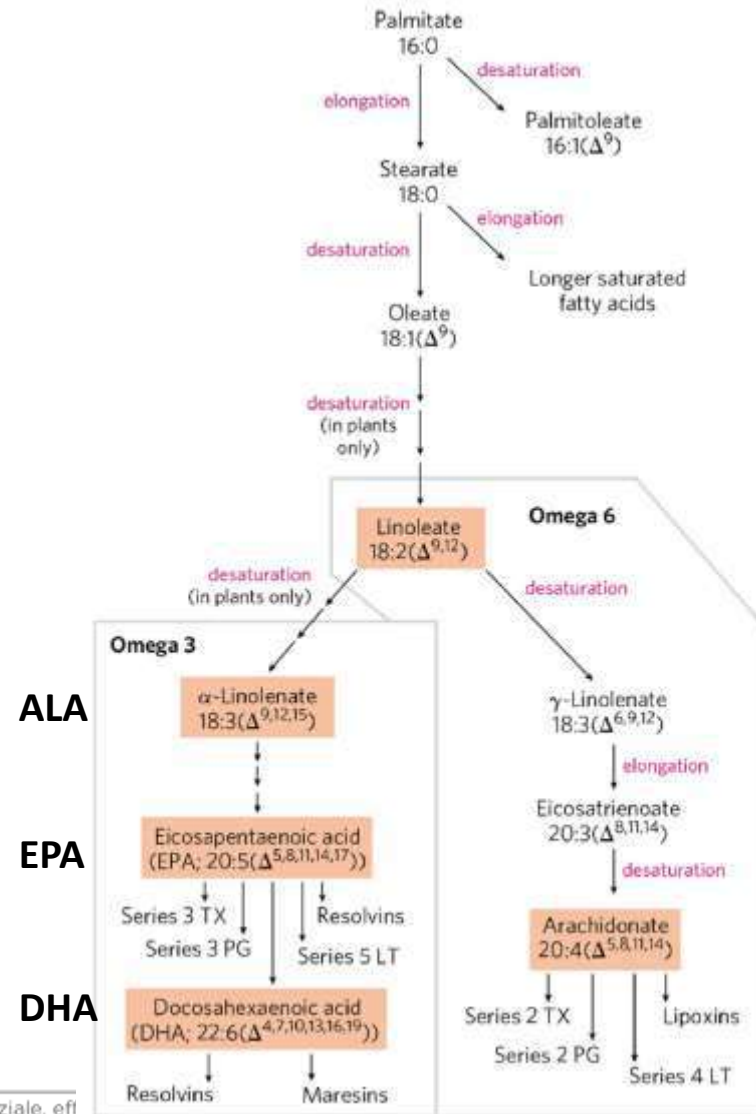 Palmitate
16:0
desaturation
elongation
Palmitoleate
16:1(Δ⁹)
Stearate
18:0
elongation
desaturation
Longer saturated
fatty acids
Oleate
18:1(Δ⁹)
desaturation
(in plants
only)
Omega 6
Linoleate
18:2(Δ⁹,¹²)
desaturation
(in plants only)
desaturation
Omega 3
ALA
α-Linolenate
18:3(Δ⁹,¹²,¹⁵)
γ-Linolenate
18:3(Δ⁶,⁹,¹²)
elongation
Eicosatrienoate
20:3(Δ⁸,¹¹,¹⁴)
EPA
Eicosapentaenoic acid
(EPA; 20:5(Δ⁵,⁸,¹¹,¹⁴,¹⁷))
desaturation
Series 3 TX
Resolvins
Series 3 PG
Series 5 LT
Arachidonate
20:4(Δ⁵,⁸,¹¹,¹⁴)
DHA
Docosahexaenoic acid
(DHA; 22:6(Δ⁴,⁷,¹⁰,¹³,¹⁶,¹⁹))
Series 2 TX
Lipoxins
Series 2 PG
Series 4 LT
Resolvins
Maresins
ziale, eff